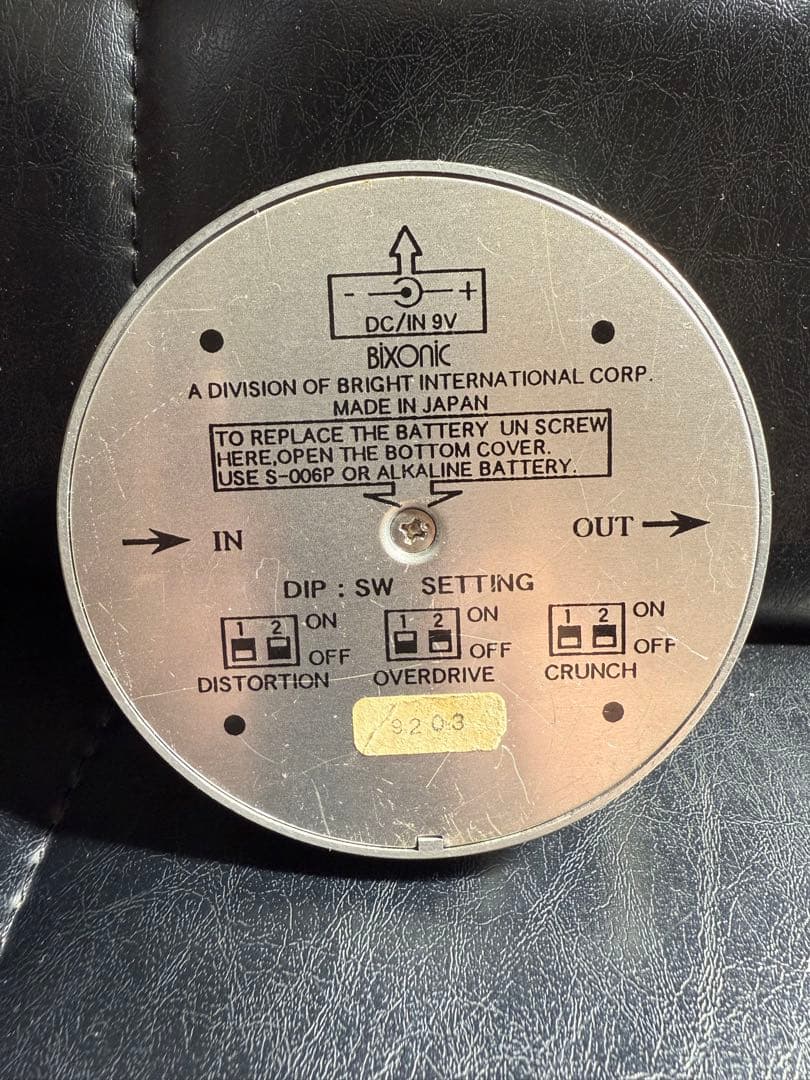 - +
DC/IN 9V
BiXOnic
A DIVISION OF BRIGHT INTERNATIONAL CORP.
MADE IN JAPAN
TO REPLACE THE BATTERY UN SCREW
HERE,OPEN THE BOTTOM COVER.
USE S-006P OR ALKALINE BATTERY.
IN
OUT
DIP : SW SETTING
1 2 ON
OFF
DISTORTION
1 2 ON
OFF
OVERDRIVE
1 2 ON
OFF
CRUNCH
9203